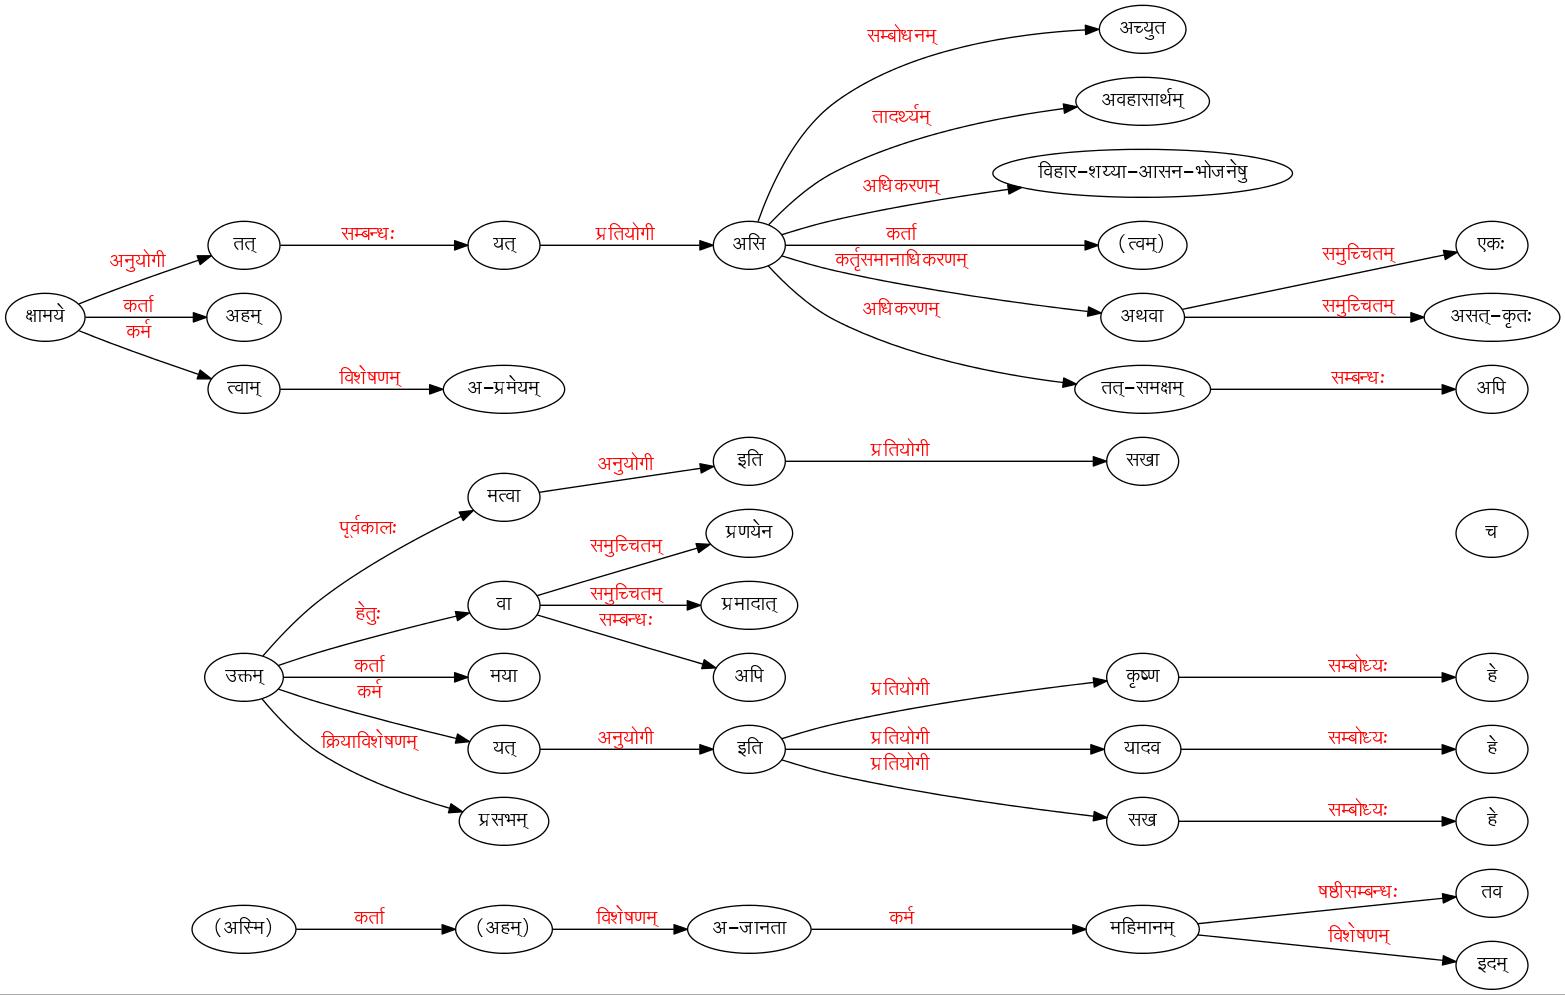 सम्बोधनम् अच्युत
तादर्थ्यम् अवहासार्थम्
अधिकरणम् विहार-शय्या-आसन-भोजनेषु
अनुयोगी तत् सम्बन्धः यत् प्रतियोगी असि कर्ता (त्वम्) समुच्चितम् एकः
कर्तृसमानाधिकरणम्
क्षामये कर्ता अहम् अधिकरणम् अथवा समुच्चितम् असत्-कृतः
कर्म त्वाम् विशेषणम् अ-प्रमेयम् तत्-समक्षम् सम्बन्धः अपि
अनुयोगी इति प्रतियोगी सखा
पूर्वकालः मत्वा
समुच्चितम् प्रणयेन च
हेतुः वा समुच्चितम् प्रमादात्
सम्बन्धः
उक्तम् कर्ता मया अपि प्रतियोगी कृष्ण सम्बोध्यः हे
कर्म
क्रियाविशेषणम् यत् अनुयोगी इति प्रतियोगी यादव सम्बोध्यः हे
प्रतियोगी
प्रसभम् सख सम्बोध्यः हे
षष्ठीसम्बन्धः तव
(अस्मि) कर्ता (अहम्) विशेषणम् अ-जानता कर्म महिमानम्
विशेषणम् इदम्